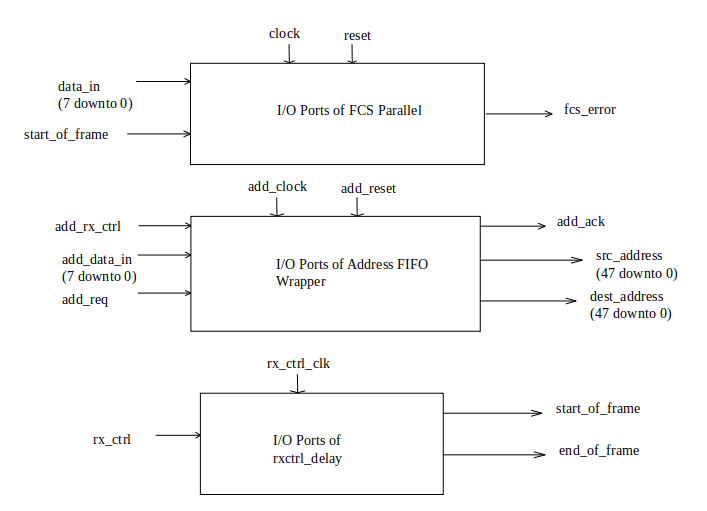 clock
reset
data_in
(7 downto 0)
start_of_frame
I/O Ports of FCS Parallel
fcs_error
add_clock
add_reset
add_rx_ctrl
add_data_in
(7 downto 0)
add_req
I/O Ports of Address FIFO
Wrapper
add_ack
src_address
(47 downto 0)
dest_address
(47 downto 0)
rx_ctrl_clk
rx_ctrl
I/O Ports of
rxctrl_delay
start_of_frame
end_of_frame